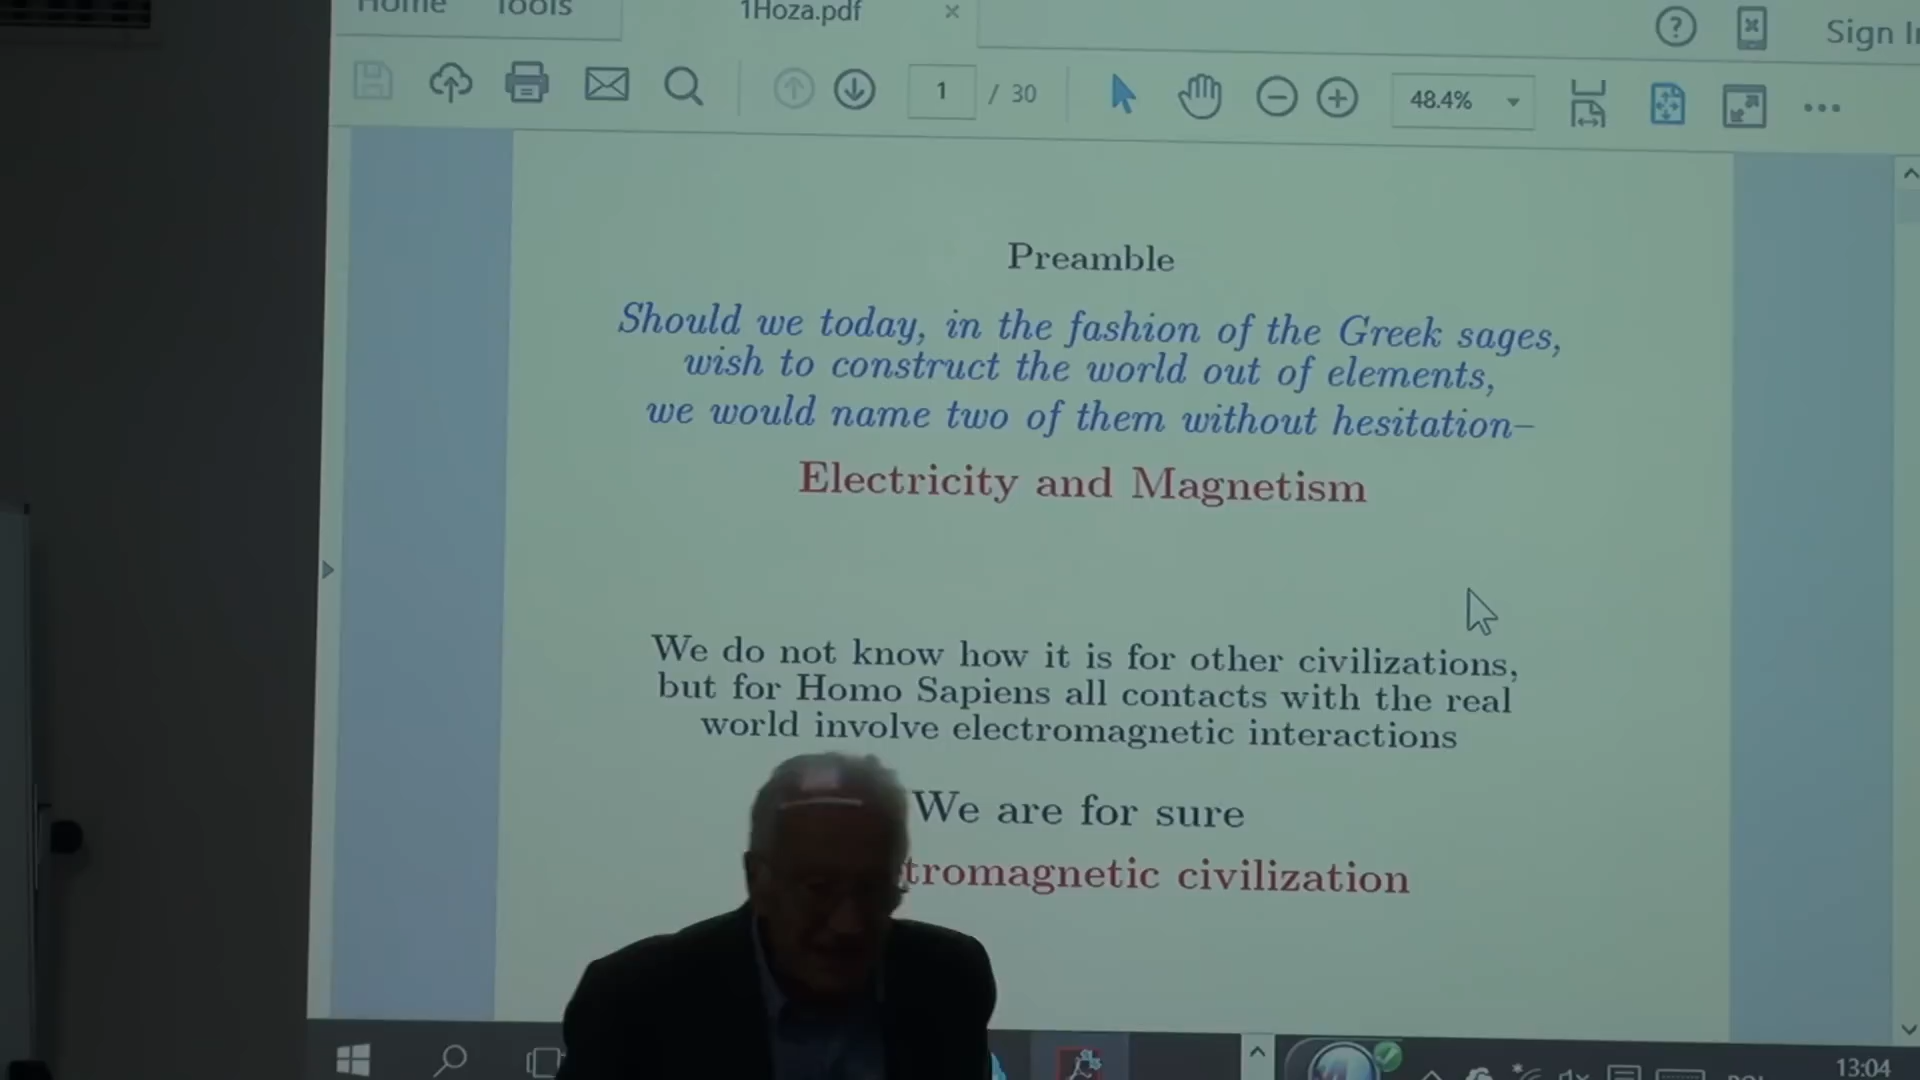 Home Tools 1Hoza.pdf
Sign In
1 / 30 48.4%
Preamble
Should we today, in the fashion of the Greek sages,
wish to construct the world out of elements,
we would name two of them without hesitation–
Electricity and Magnetism
We do not know how it is for other civilizations,
but for Homo Sapiens all contacts with the real
world involve electromagnetic interactions
We are for sure
tromagnetic civilization
13:04